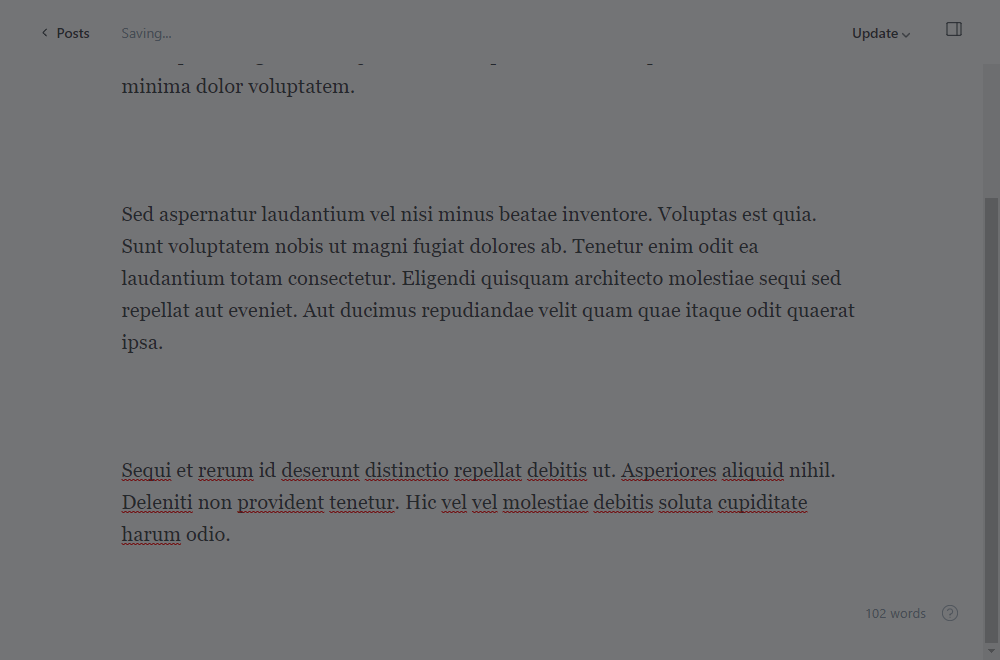 Posts
Saving...
Update
minima dolor voluptatem.
Sed aspernatur laudantium vel nisi minus beatae inventore. Voluptas est quia.
Sunt voluptatem nobis ut magni fugiat dolores ab. Tenetur enim odit ea
laudantium totam consectetur. Eligendi quisquam architecto molestiae sequi sed
repellat aut eveniet. Aut ducimus repudiandae velit quam quae itaque odit quaerat
ipsa.
Sequi et rerum id deserunt distinctio repellat debitis ut. Asperiores aliquid nihil.
Deleniti non provident tenetur. Hic vel vel molestiae debitis soluta cupiditate
harum odio.
102 words
?